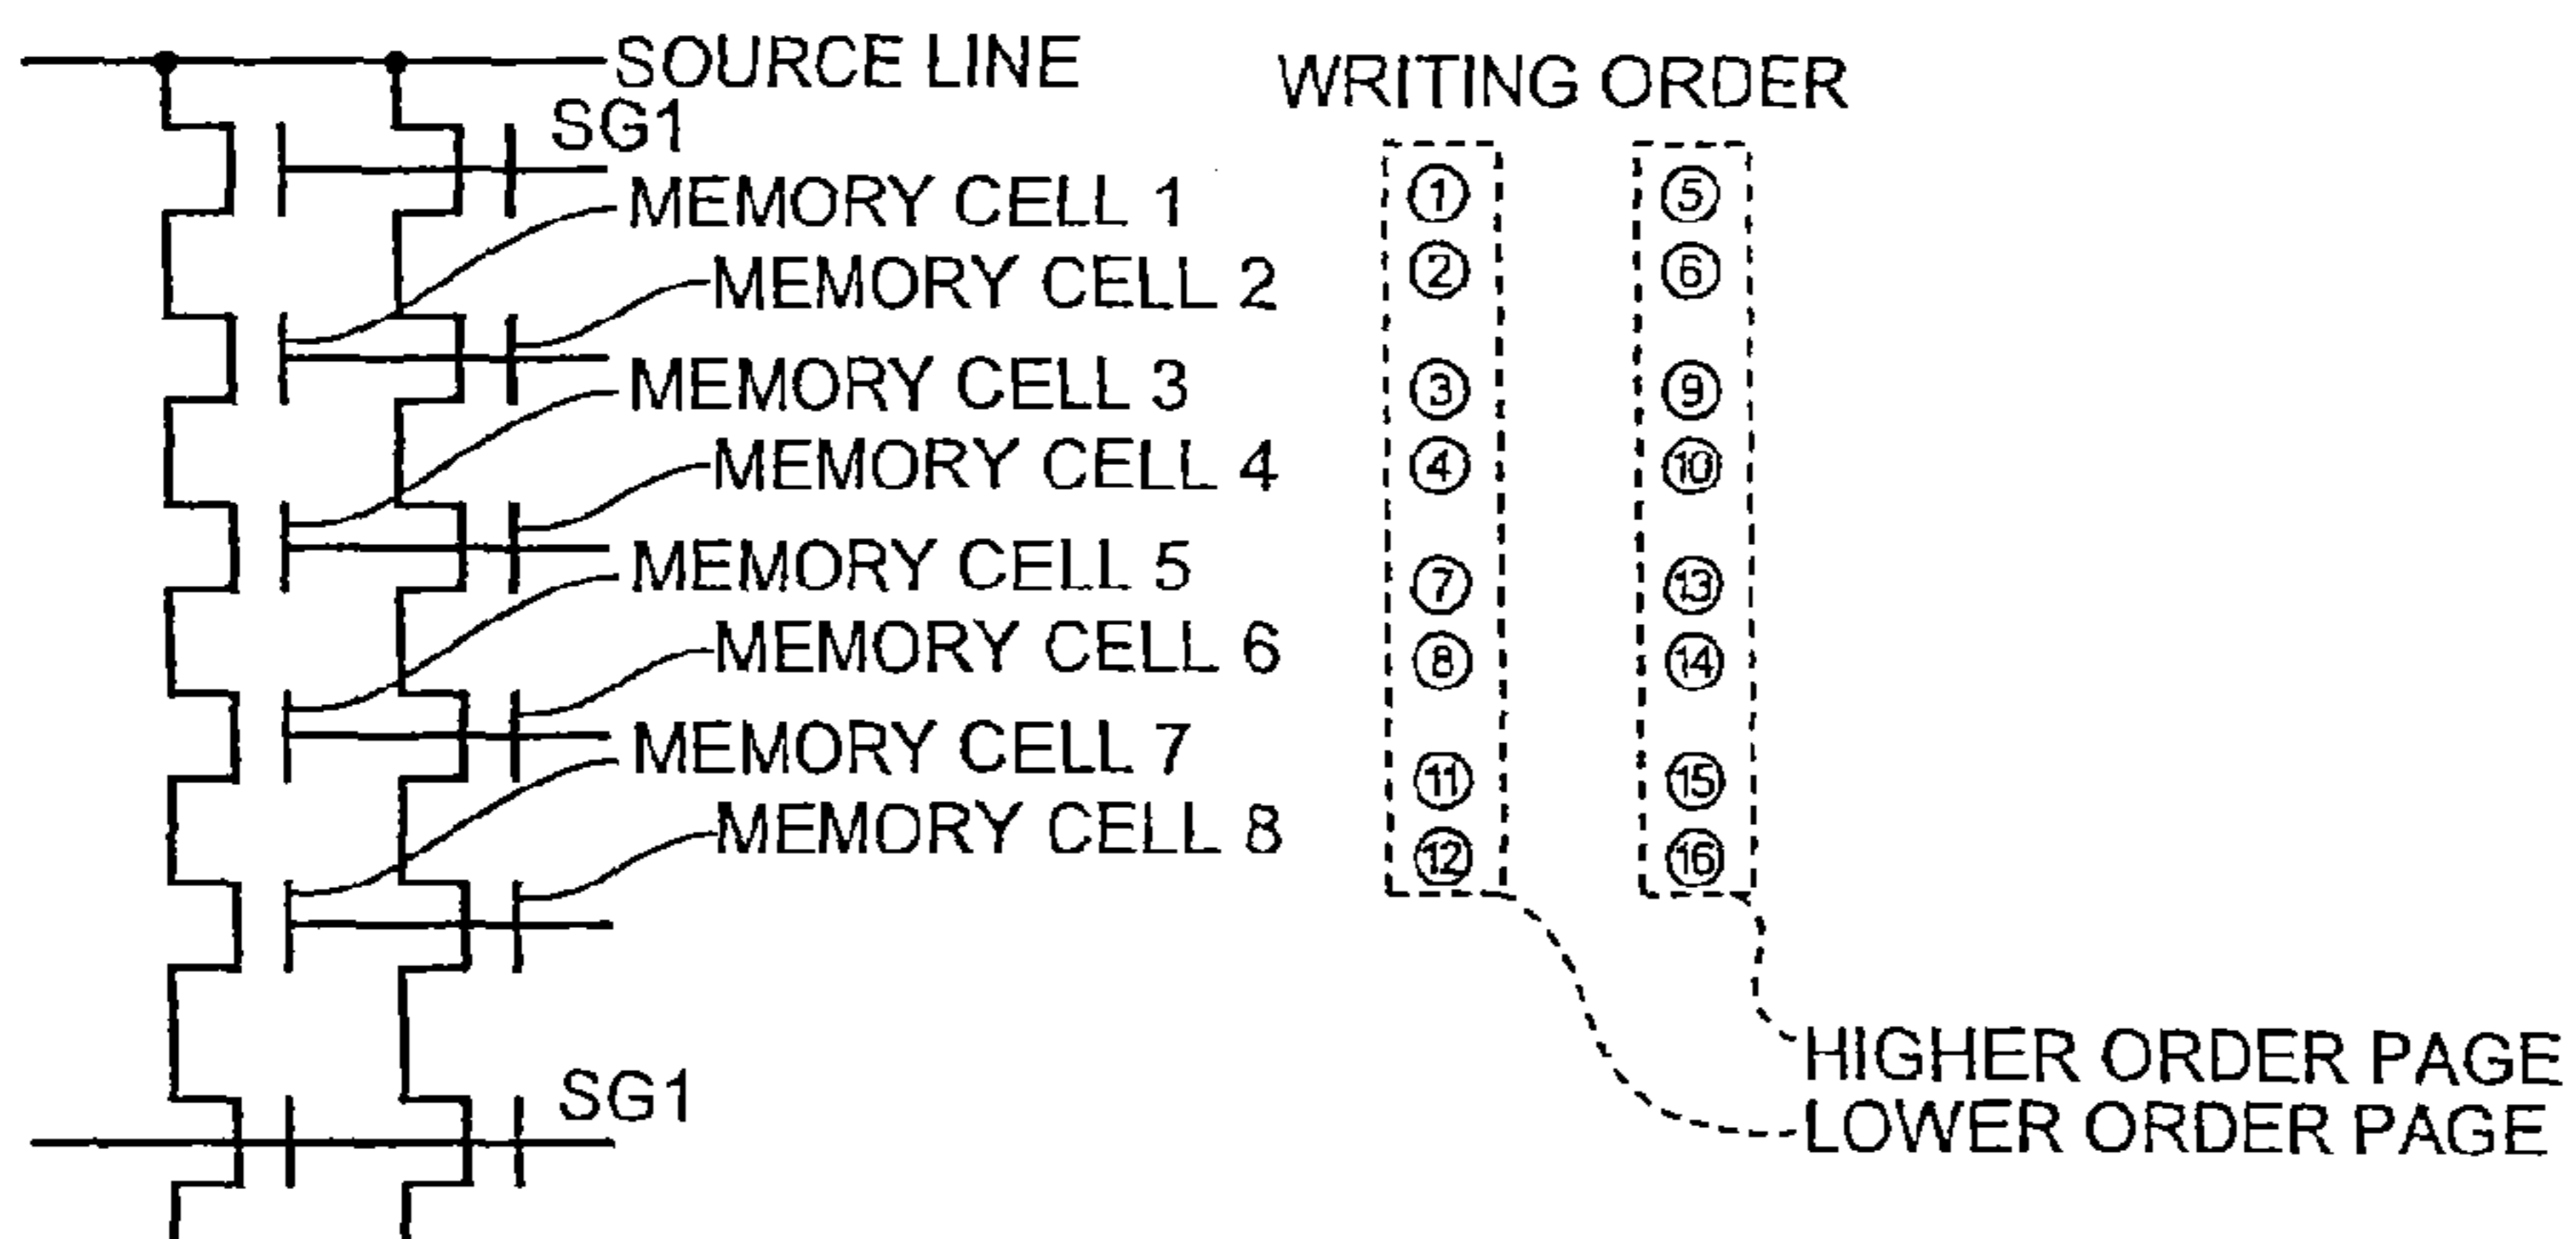 SOURCE LINE
WRITING ORDER
SG1
MEMORY CELL 1
MEMORY CELL 2
MEMORY CELL 3
MEMORY CELL 4
MEMORY CELL 5
MEMORY CELL 6
MEMORY CELL 7
MEMORY CELL 8
① ⑤
② ⑥
③ ⑨
④ ⑩
⑦ ⑬
⑧ ⑭
⑪ ⑮
⑫ ⑯
HIGHER ORDER PAGE
LOWER ORDER PAGE
SG1